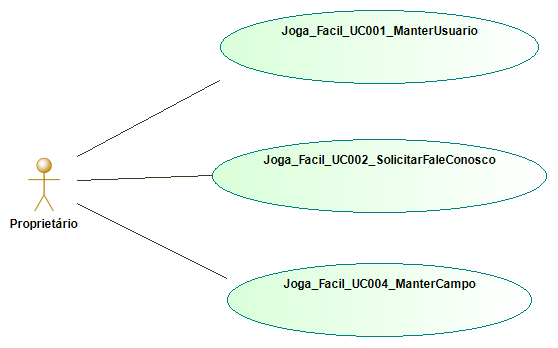 Joga_Facil_UC001_ManterUsuario
Joga_Facil_UC002_SolicitarFaleConosco
Proprietário
Joga_Facil_UC004_ManterCampo